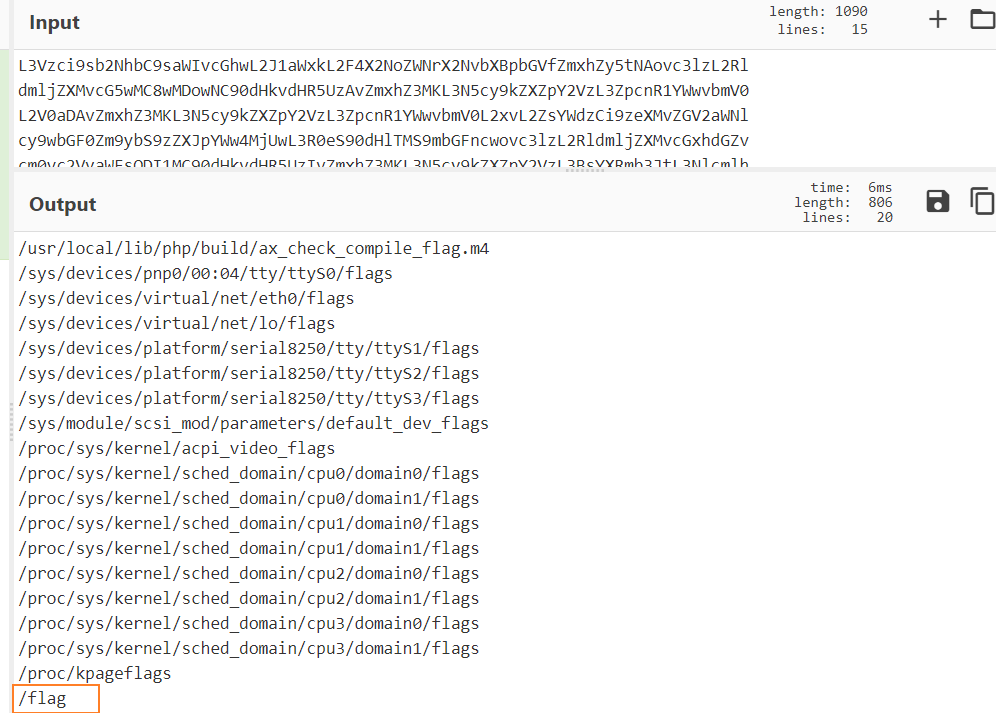 Input
length: 1090
lines: 15
L3Vzci9sb2NhbC9saWIvcGhwL2J1aWxkL2F4X2NoZWNrX2NvbXBpbGVfZmxhZy5tNAovc3lzL2Rl
dmljZXMvcG5wMC8wMDowNC90dHkvdHR5UzAvZmxhZ3MKL3N5cy9kZXZpY2VzL3ZpcnR1YWwvbmV0
L2V0aDAvZmxhZ3MKL3N5cy9kZXZpY2VzL3ZpcnR1YWwvbmV0L2xvL2ZsYWdzCi9zeXMvZGV2aWNl
cy9wbGF0Zm9ybS9zZXJpYWw4MjUwL3R0eS90dHlTMS9mbGFncwovc3lzL2RldmljZXMvcGxhdGZv
cm0vc2VyaWFsODI1MC90dHkvdHR5UzIvZmxhZ3MKL3N5cy9kZXZpY2VzL3BsYXRmb3JtL3Nlcmlh
Output
time: 6ms
length: 806
lines: 20
/usr/local/lib/php/build/ax_check_compile_flag.m4
/sys/devices/pnp0/00:04/tty/ttyS0/flags
/sys/devices/virtual/net/eth0/flags
/sys/devices/virtual/net/lo/flags
/sys/devices/platform/serial8250/tty/ttyS1/flags
/sys/devices/platform/serial8250/tty/ttyS2/flags
/sys/devices/platform/serial8250/tty/ttyS3/flags
/sys/module/scsi_mod/parameters/default_dev_flags
/proc/sys/kernel/acpi_video_flags
/proc/sys/kernel/sched_domain/cpu0/domain0/flags
/proc/sys/kernel/sched_domain/cpu0/domain1/flags
/proc/sys/kernel/sched_domain/cpu1/domain0/flags
/proc/sys/kernel/sched_domain/cpu1/domain1/flags
/proc/sys/kernel/sched_domain/cpu2/domain0/flags
/proc/sys/kernel/sched_domain/cpu2/domain1/flags
/proc/sys/kernel/sched_domain/cpu3/domain0/flags
/proc/sys/kernel/sched_domain/cpu3/domain1/flags
/proc/kpageflags
/flag